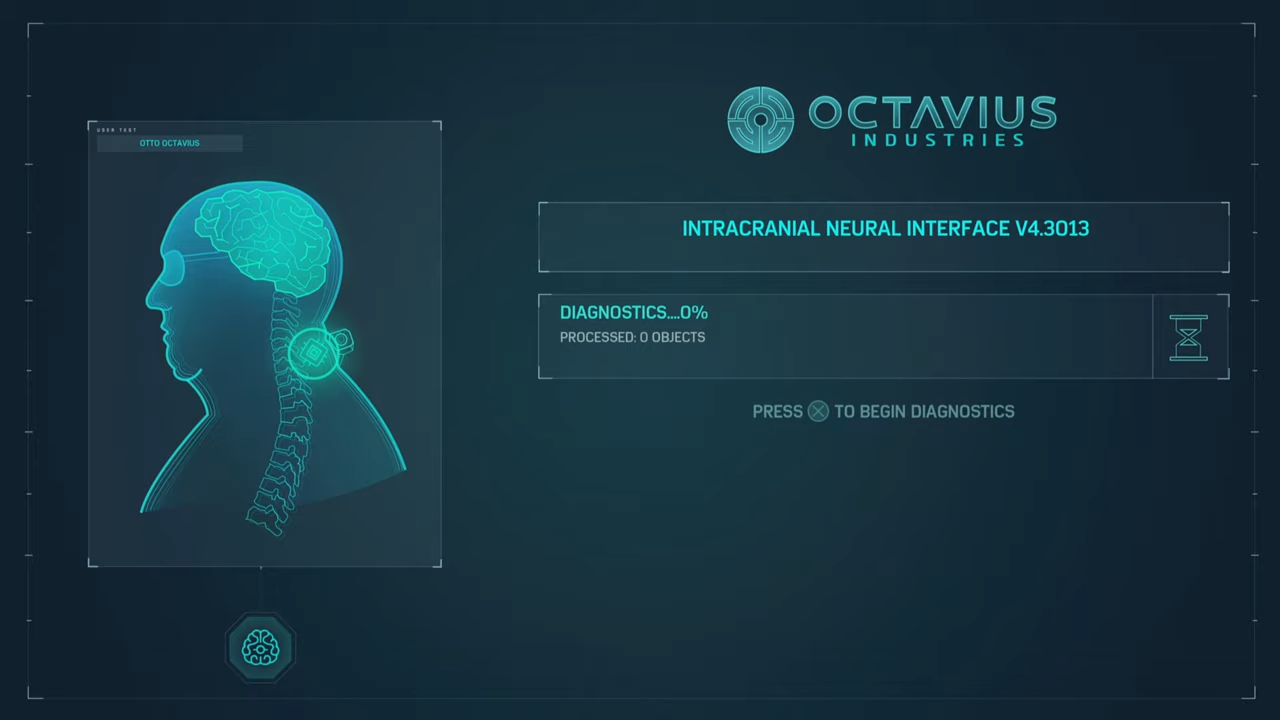 USER TEST
OTTO OCTAVIUS
OCTAVIUS
INDUSTRIES
INTRACRANIAL NEURAL INTERFACE V4.3013
DIAGNOSTICS....0%
PROCESSED: 0 OBJECTS
PRESS TO BEGIN DIAGNOSTICS